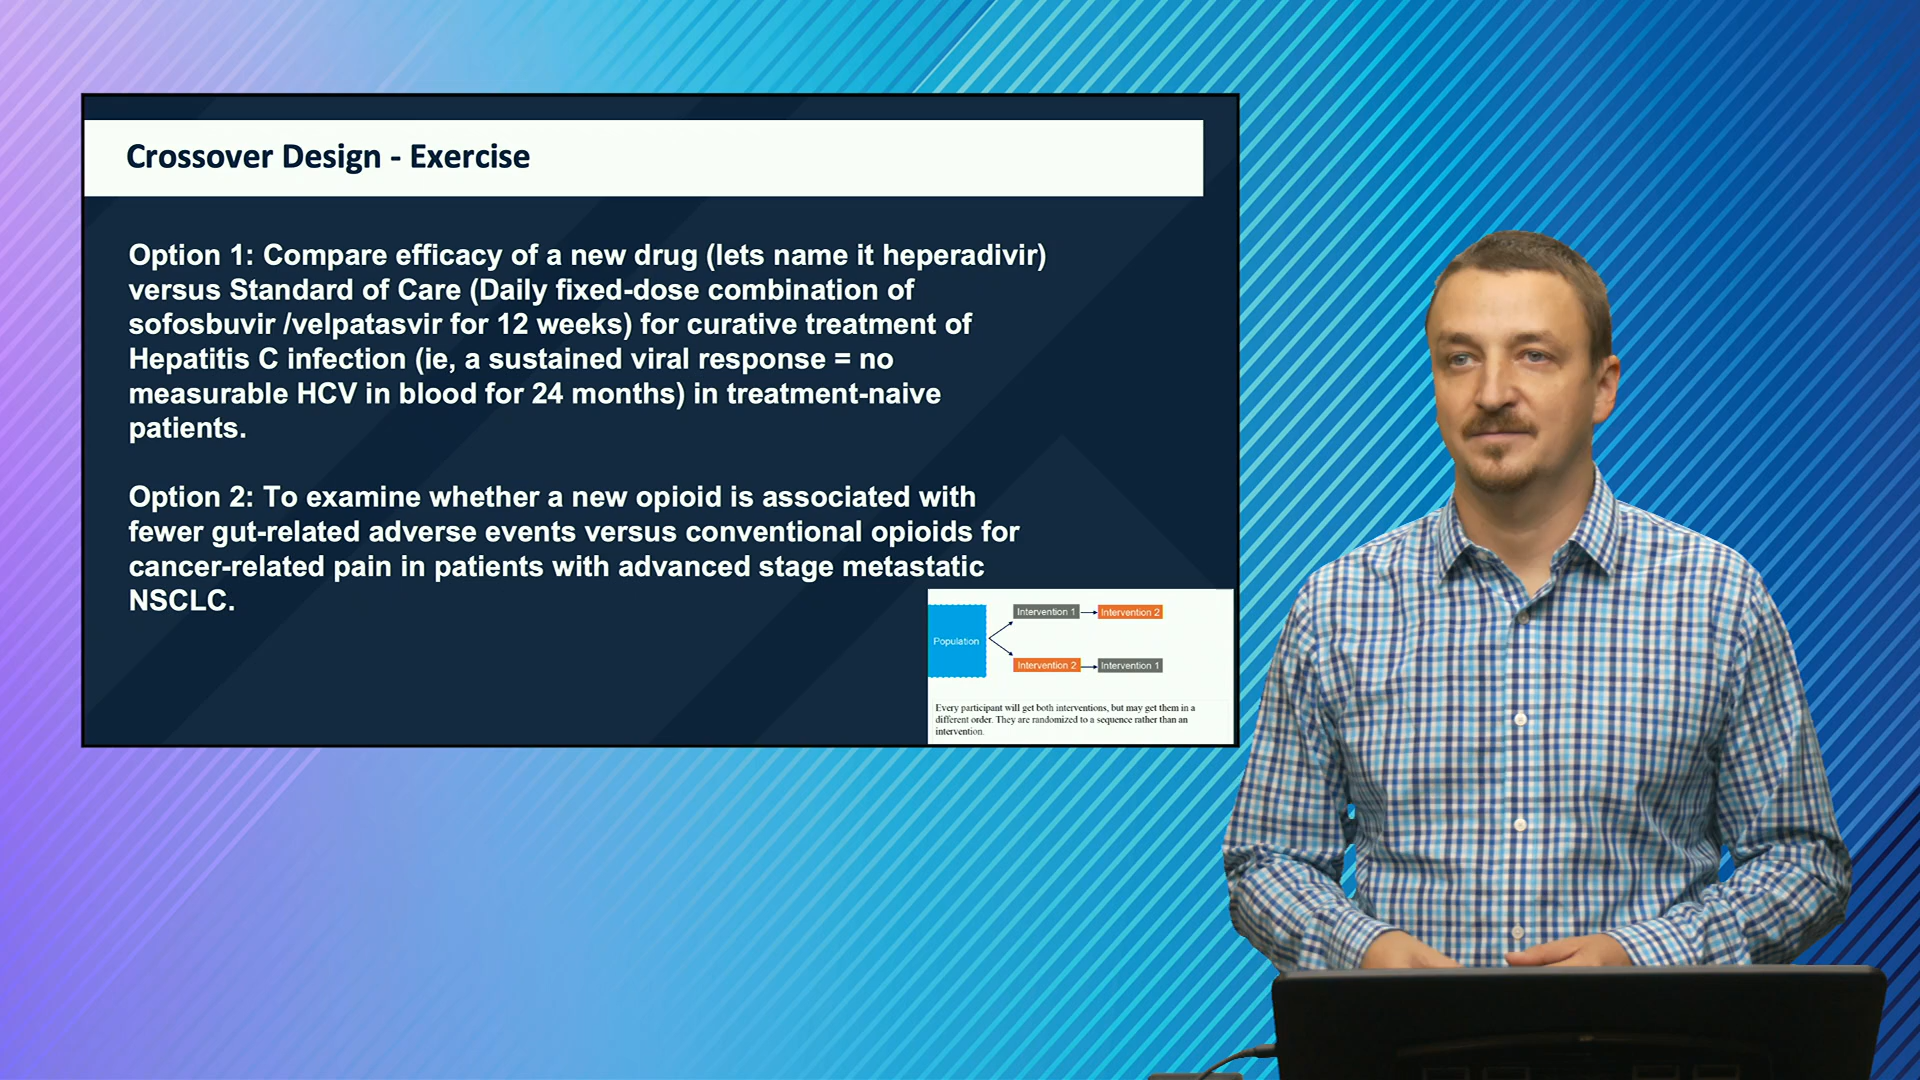 Crossover Design - Exercise
Option 1: Compare efficacy of a new drug (lets name it heperadivir)
versus Standard of Care (Daily fixed-dose combination of
sofosbuvir /velpatasvir for 12 weeks) for curative treatment of
Hepatitis C infection (ie, a sustained viral response = no
measurable HCV in blood for 24 months) in treatment-naive
patients.
Option 2: To examine whether a new opioid is associated with
fewer gut-related adverse events versus conventional opioids for
cancer-related pain in patients with advanced stage metastatic
NSCLC.
Intervention 1 Intervention 2
Population
Intervention 2 Intervention 1
Every participant will get both interventions, but may get them in a
different order. They are randomized to a sequence rather than an
intervention.